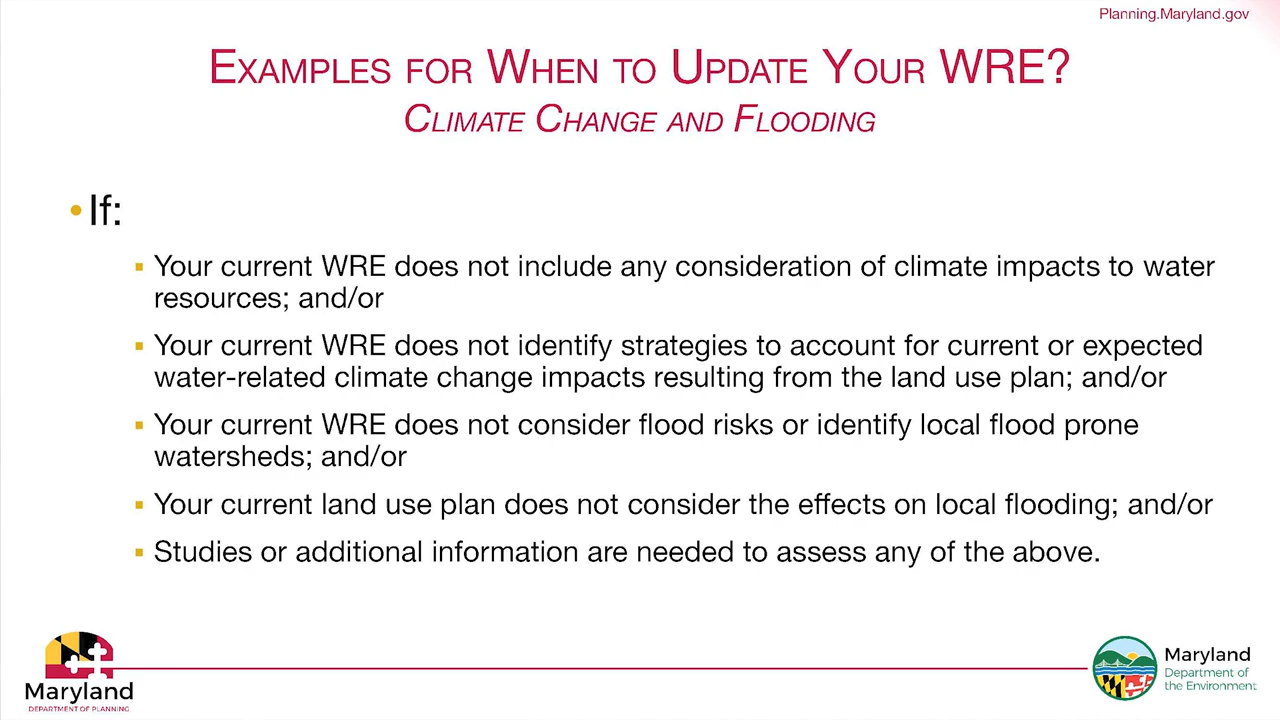 Planning.Maryland.gov
Examples for When to Update Your WRE?
Climate Change and Flooding
•If:
▪ Your current WRE does not include any consideration of climate impacts to water
resources; and/or
▪ Your current WRE does not identify strategies to account for current or expected
water-related climate change impacts resulting from the land use plan; and/or
▪ Your current WRE does not consider flood risks or identify local flood prone
watersheds; and/or
▪ Your current land use plan does not consider the effects on local flooding; and/or
▪ Studies or additional information are needed to assess any of the above.
Maryland
DEPARTMENT OF PLANNING
Maryland
Department of
the Environment